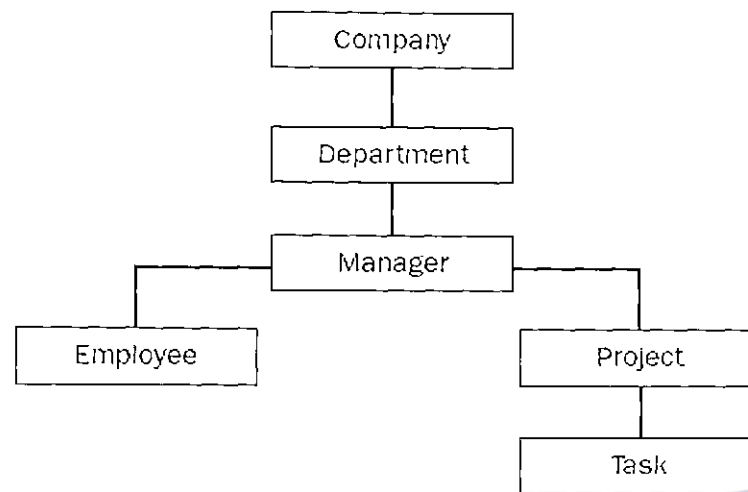 Company
Department
Manager
Employee
Project
Task